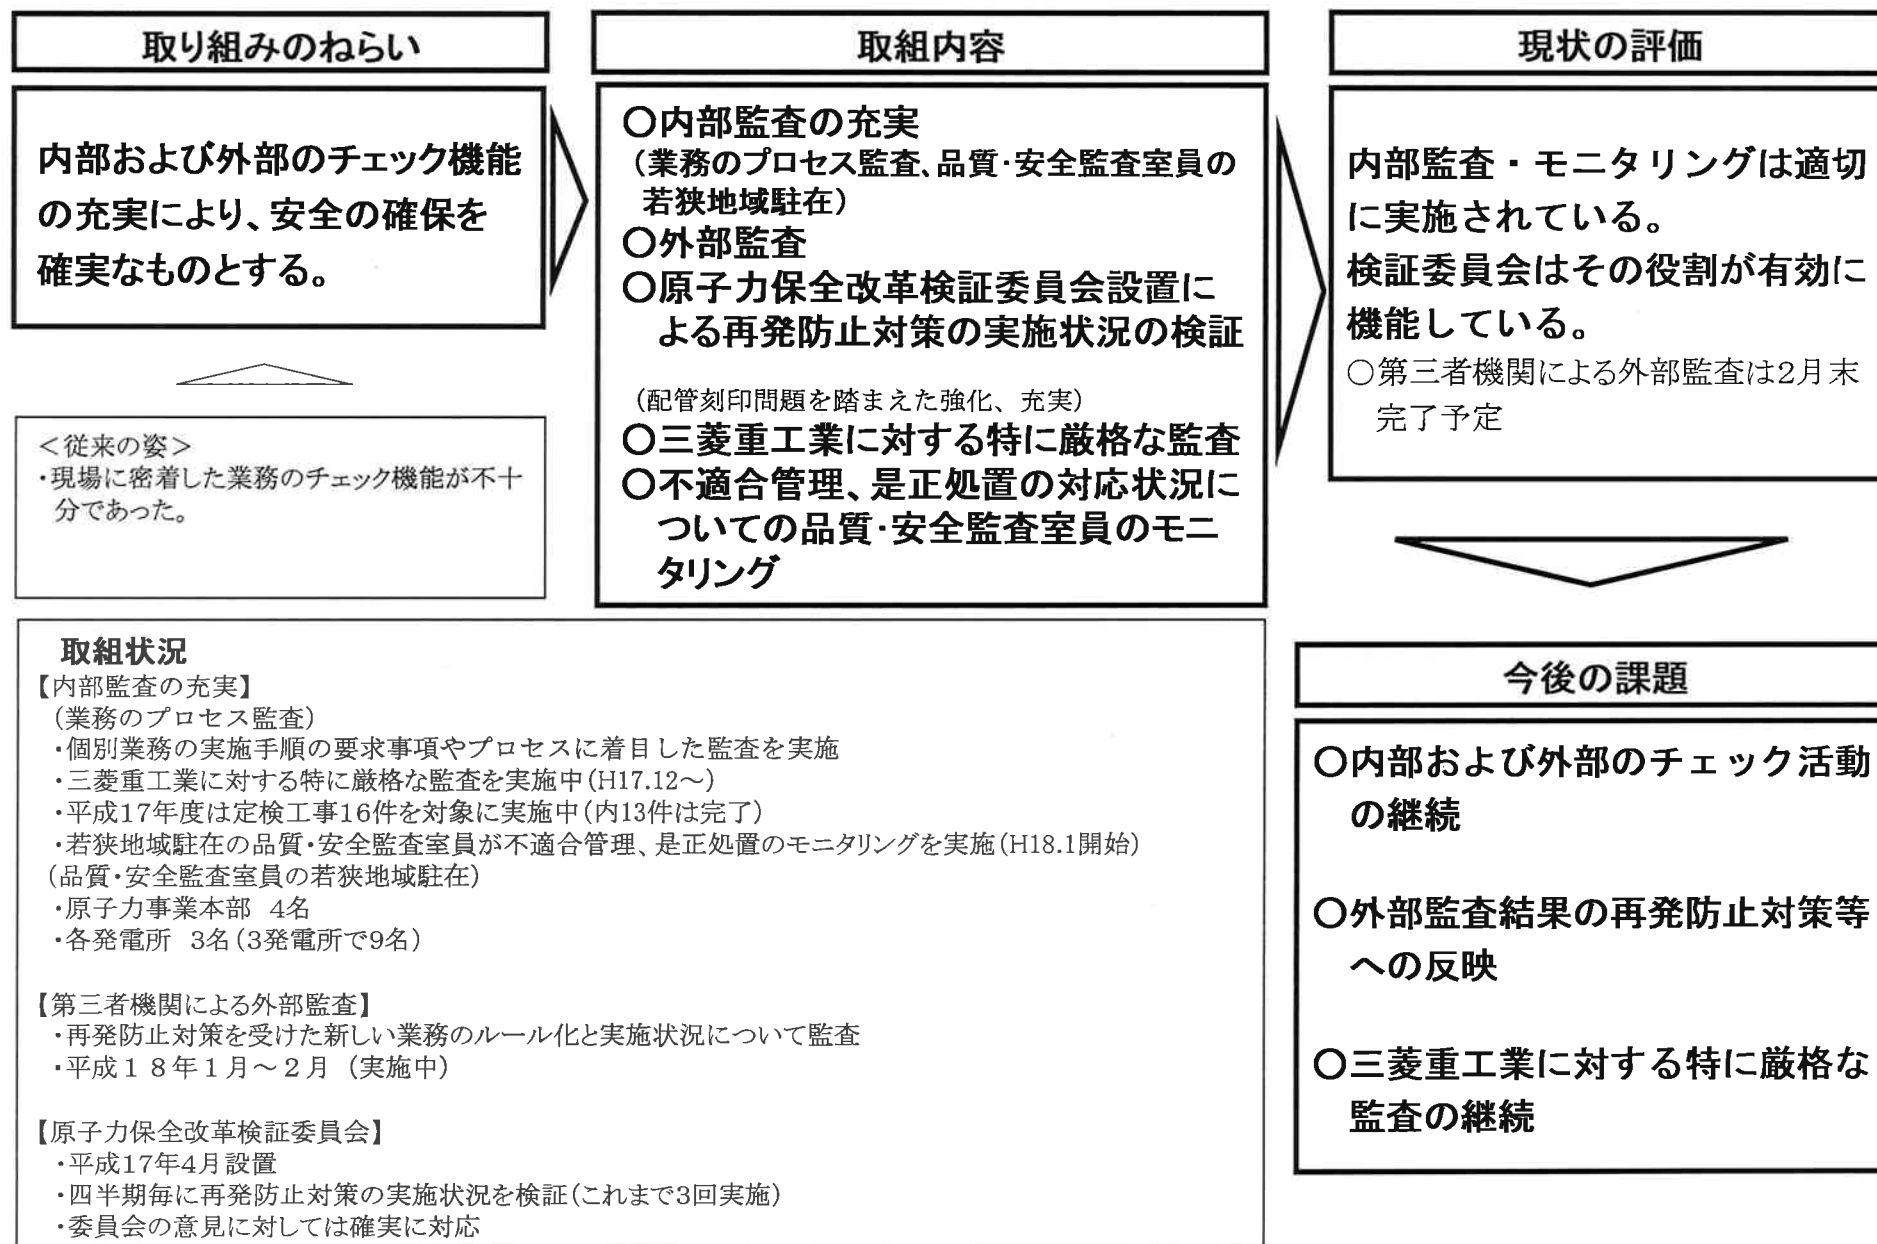 取り組みのねらい
内部および外部のチェック機能
の充実により、安全の確保を
確実なものとする。
＜従来の姿＞
・現場に密着した業務のチェック機能が不十
分であった。
取組内容
○内部監査の充実
(業務のプロセス監査、品質・安全監査室員の
若狭地域駐在)
○外部監査
○原子力保全改革検証委員会設置に
よる再発防止対策の実施状況の検証
(配管刻印問題を踏まえた強化、充実)
○三菱重工業に対する特に厳格な監査
○不適合管理、是正処置の対応状況に
ついての品質・安全監査室員のモニ
タリング
現状の評価
内部監査・モニタリングは適切
に実施されている。
検証委員会はその役割が有効に
機能している。
○第三者機関による外部監査は2月末
完了予定
取組状況
【内部監査の充実】
(業務のプロセス監査)
・個別業務の実施手順の要求事項やプロセスに着目した監査を実施
・三菱重工業に対する特に厳格な監査を実施中(H17.12～)
・平成17年度は定検工事16件を対象に実施中(内13件は完了)
・若狭地域駐在の品質・安全監査室員が不適合管理、是正処置のモニタリングを実施(H18.1開始)
(品質・安全監査室員の若狭地域駐在)
・原子力事業本部 4名
・各発電所 3名(3発電所で9名)
【第三者機関による外部監査】
・再発防止対策を受けた新しい業務のルール化と実施状況について監査
・平成１８年１月～２月 (実施中)
【原子力保全改革検証委員会】
・平成17年4月設置
・四半期毎に再発防止対策の実施状況を検証(これまで3回実施)
・委員会の意見に対しては確実に対応
今後の課題
○内部および外部のチェック活動
の継続
○外部監査結果の再発防止対策等
への反映
○三菱重工業に対する特に厳格な
監査の継続